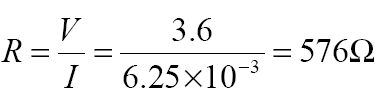 R = V/I = 3.6/6.25×10⁻³ = 576Ω